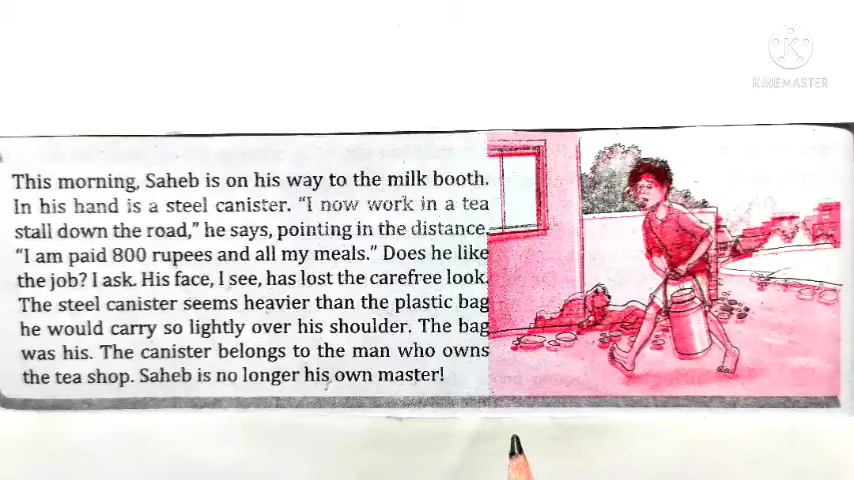 KINEMASTER
This morning, Saheb is on his way to the milk booth.
In his hand is a steel canister. "I now work in a tea
stall down the road," he says, pointing in the distance.
"I am paid 800 rupees and all my meals." Does he like
the job? I ask. His face, I see, has lost the carefree look.
The steel canister seems heavier than the plastic bag
he would carry so lightly over his shoulder. The bag
was his. The canister belongs to the man who owns
the tea shop. Saheb is no longer his own master!